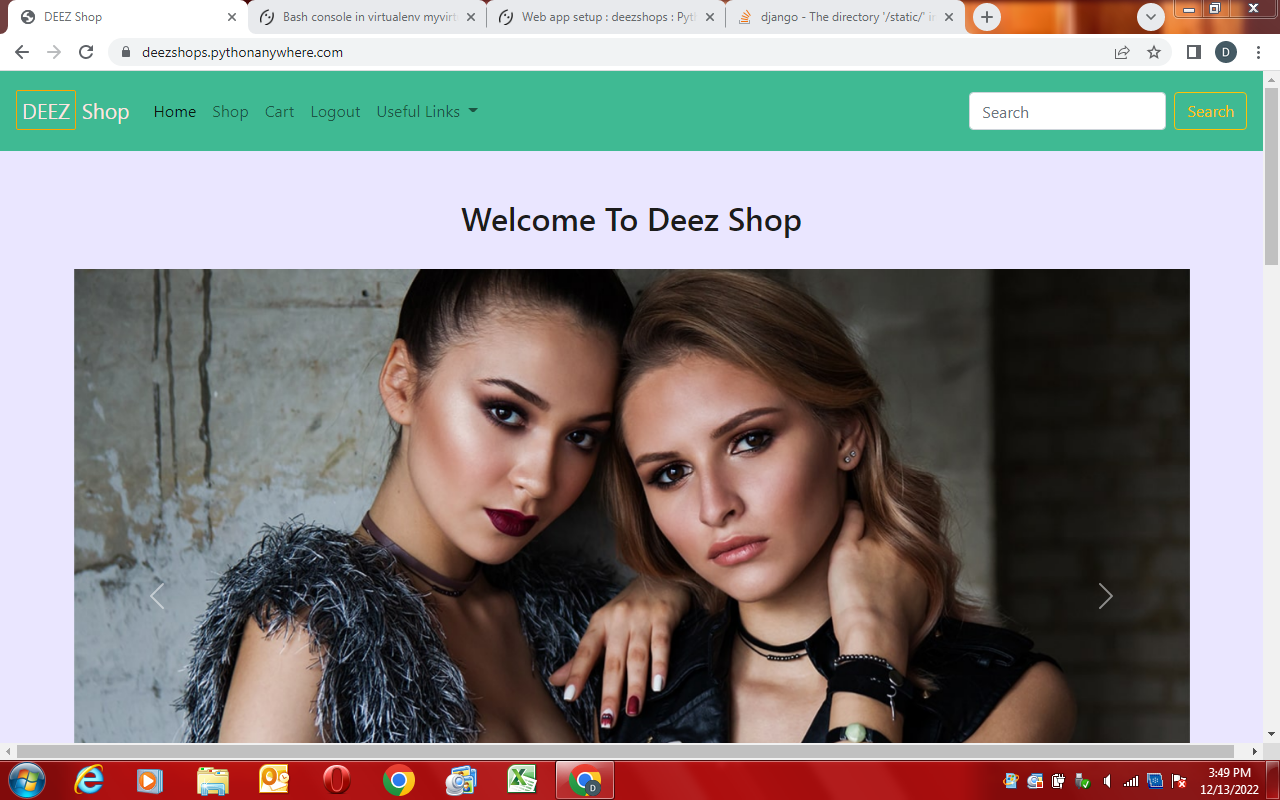 DEEZ Shop
Bash console in virtualenv myvirt
Web app setup : deezshops : Pyt
django - The directory '/static/' in
deezshops.pythonanywhere.com
D
DEEZ Shop Home Shop Cart Logout Useful Links Search Search
Welcome To Deez Shop
D
3:49 PM
12/13/2022